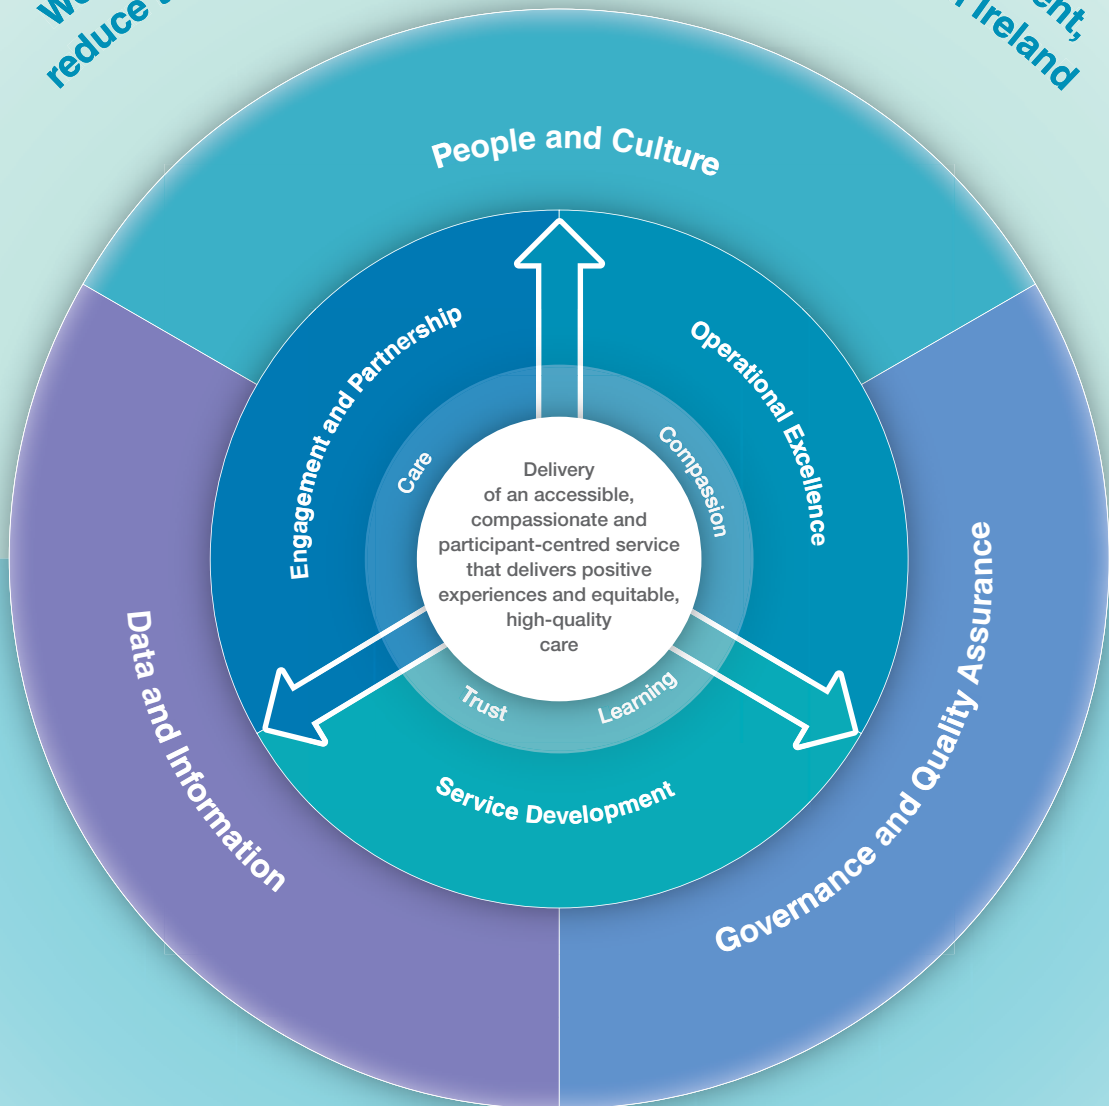 reduce
ent,
Ireland
People and Culture
Engagement and Partnership
Operational Excellence
Care
Compassion
Delivery
of an accessible,
compassionate and
participant-centred service
that delivers positive
experiences and equitable,
high-quality
care
Trust
Learning
Service Development
Data and Information
Governance and Quality Assurance